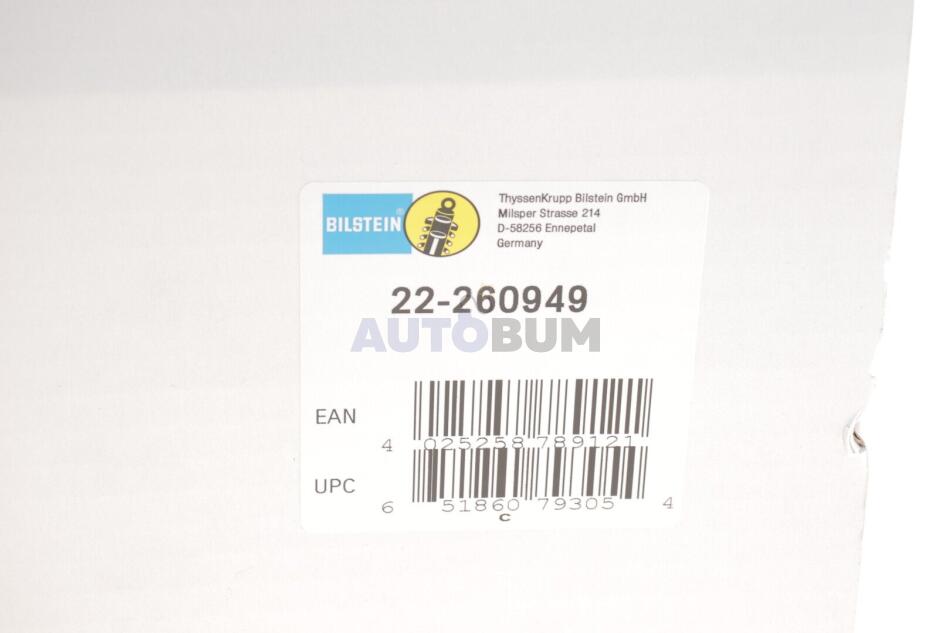 BILSTEIN®
ThyssenKrupp Bilstein GmbH
Milsper Strasse 214
D-58256 Ennepetal
Germany
22-260949
AUTOBUM
EAN
4 025258 789121
UPC
6 51860 79305 4
C